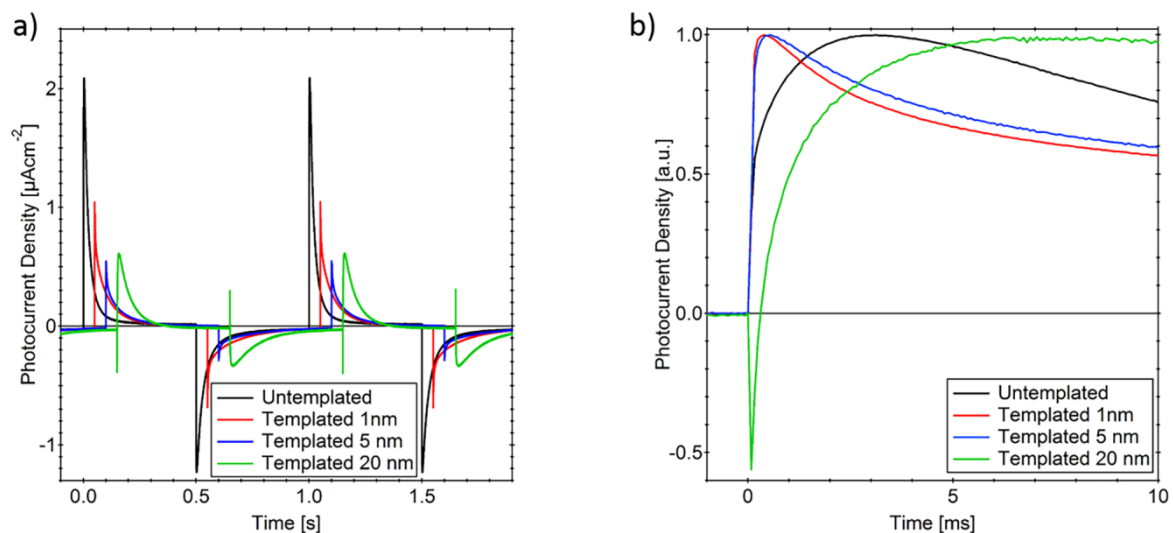 a)
Photocurrent Density [µAcm-2]
2
1
0
-1
0.0 0.5 1.0 1.5
Time [s]
Untemplated
Templated 1nm
Templated 5 nm
Templated 20 nm
b)
Photocurrent Density [a.u.]
1.0
0.5
0.0
-0.5
0 5 10
Time [ms]
Untemplated
Templated 1nm
Templated 5 nm
Templated 20 nm